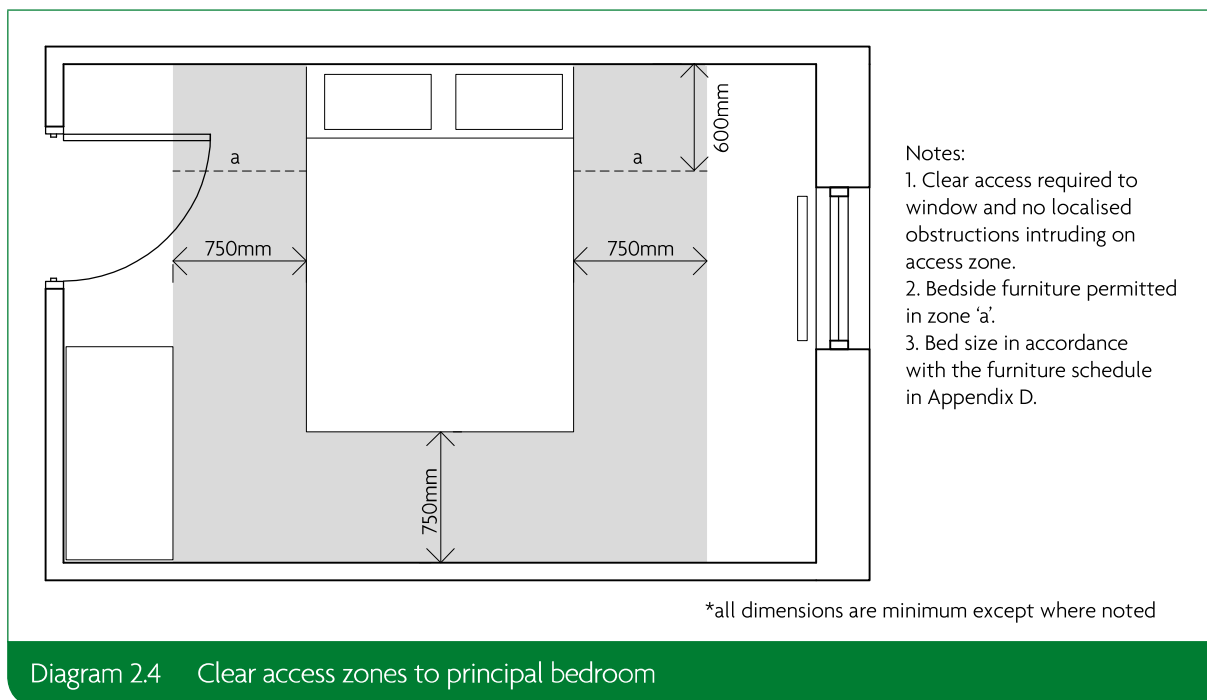 600mm
a
a
750mm
750mm
750mm
Notes:
1. Clear access required to
window and no localised
obstructions intruding on
access zone.
2. Bedside furniture permitted
in zone ‘a’.
3. Bed size in accordance
with the furniture schedule
in Appendix D.
*all dimensions are minimum except where noted
Diagram 2.4 Clear access zones to principal bedroom